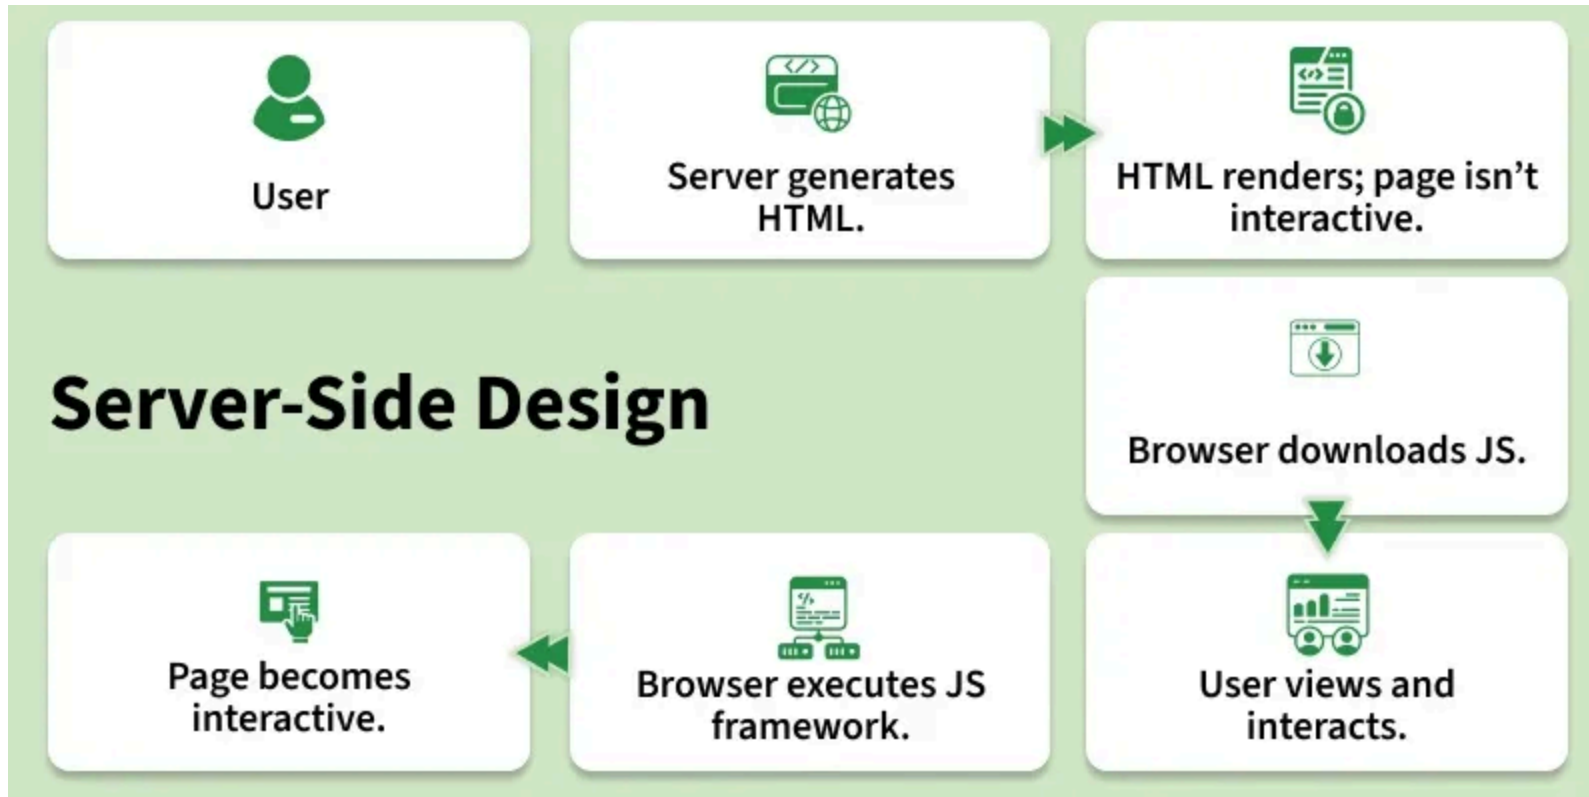 User
Server generates
HTML.
HTML renders; page isn’t
interactive.
Browser downloads JS.
Server-Side Design
User views and
interacts.
Browser executes JS
framework.
Page becomes
interactive.